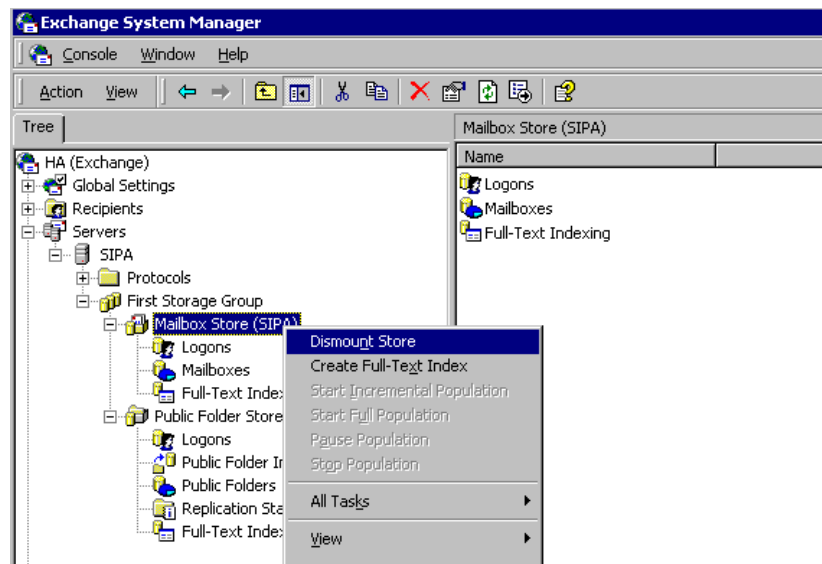 Exchange System Manager
Console Window Help
Action View
Tree
Mailbox Store (SIPA)
HA (Exchange)
Global Settings
Recipients
Servers
SIPA
Protocols
First Storage Group
Mailbox Store (SIPA)
Logons
Mailboxes
Full-Text Inde
Public Folder Store
Logons
Public Folder Ir
Public Folders
Replication Sta
Full-Text Inde
Name
Logons
Mailboxes
Full-Text Indexing
Dismount Store
Create Full-Text Index
Start Incremental Population
Start Full Population
Pause Population
Stop Population
All Tasks
View